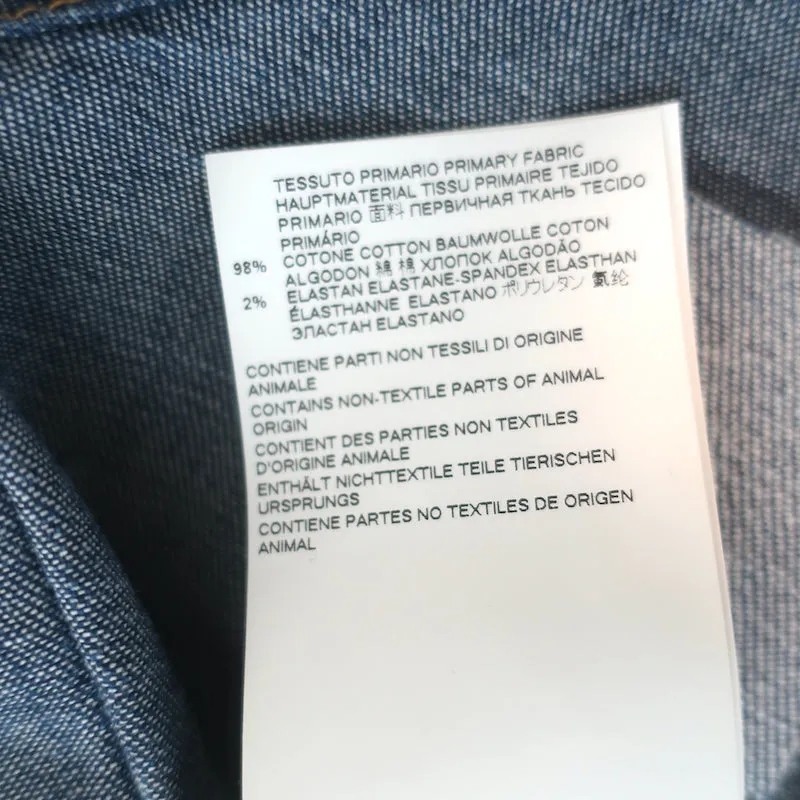 TESSUTO PRIMARIO PRIMARY FABRIC
HAUPTMATERIAL TISSU PRIMAIRE TEJIDO
PRIMARIO 面料 ПЕРВИЧНАЯ ТКАНЬ TECIDO
PRIMÁRIO
98% COTONE COTTON BAUMWOLLE COTON
ALGODON 綿 棉 ХЛОПОК ALGODÃO
2% ELASTAN ELASTANE-SPANDEX ELASTHAN
ÉLASTHANNE ELASTANO ポリウレタン 氨纶
ЭЛАСТАН ELASTANO
CONTIENE PARTI NON TESSILI DI ORIGINE
ANIMALE
CONTAINS NON-TEXTILE PARTS OF ANIMAL
ORIGIN
CONTIENT DES PARTIES NON TEXTILES
D'ORIGINE ANIMALE
ENTHÄLT NICHTTEXTILE TEILE TIERISCHEN
URSPRUNGS
CONTIENE PARTES NO TEXTILES DE ORIGEN
ANIMAL